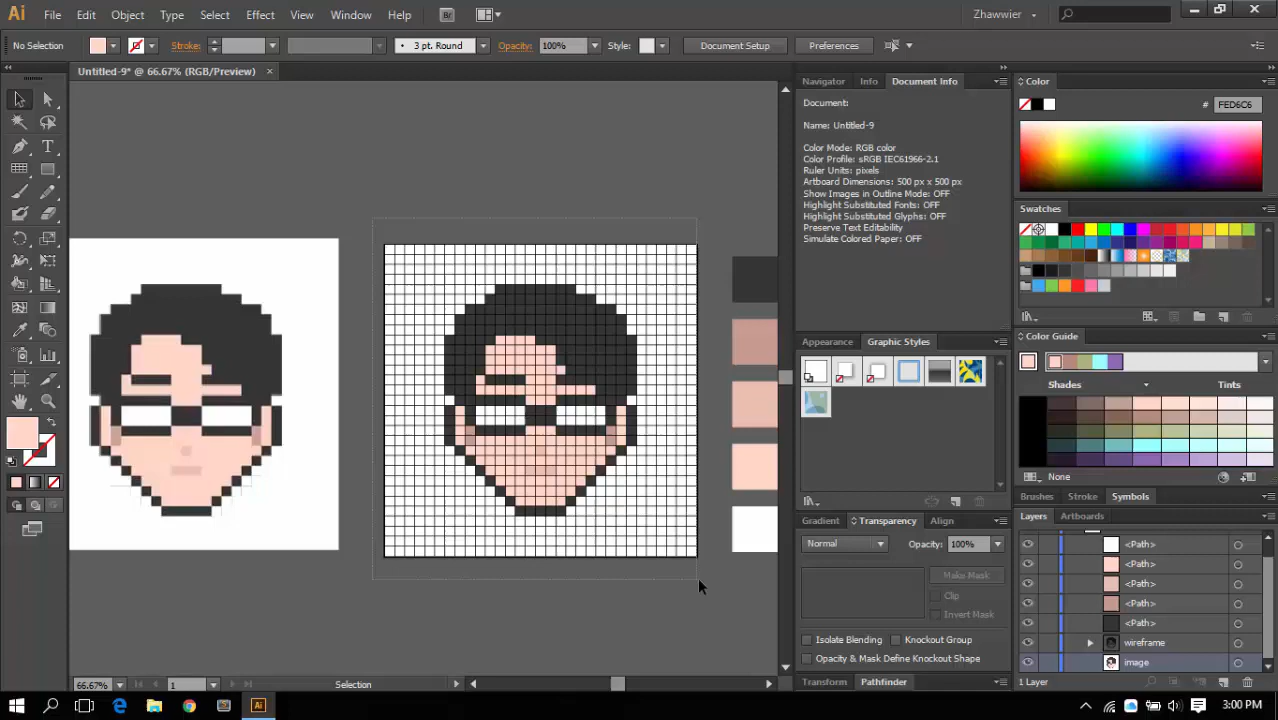 Ai File Edit Object Type Select Effect View Window Help Br Zhawwier
No Selection Stroke: 3 pt. Round Opacity: 100% Style: Document Setup Preferences
Untitled-9* @ 66.67% (RGB/Preview) ×
Navigator Info Document Info
Document:
Name: Untitled-9
Color Mode: RGB color
Color Profile: sRGB IEC61966-2.1
Ruler Units: pixels
Artboard Dimensions: 500 px x 500 px
Show Images in Outline Mode: OFF
Highlight Substituted Fonts: OFF
Highlight Substituted Glyphs: OFF
Preserve Text Editability
Simulate Colored Paper: OFF
Color
# FED6C6
Swatches
Color Guide
Shades Tints
None
Appearance Graphic Styles
Brushes Stroke Symbols
Layers Artboards
<Path>
<Path>
<Path>
<Path>
<Path>
wireframe
image
1 Layer
Gradient Transparency Align
Normal Opacity: 100%
Make Mask
Clip
Invert Mask
Isolate Blending Knockout Group
Opacity & Mask Define Knockout Shape
Transform Pathfinder
66.67% 1 Selection
Ai 3:00 PM